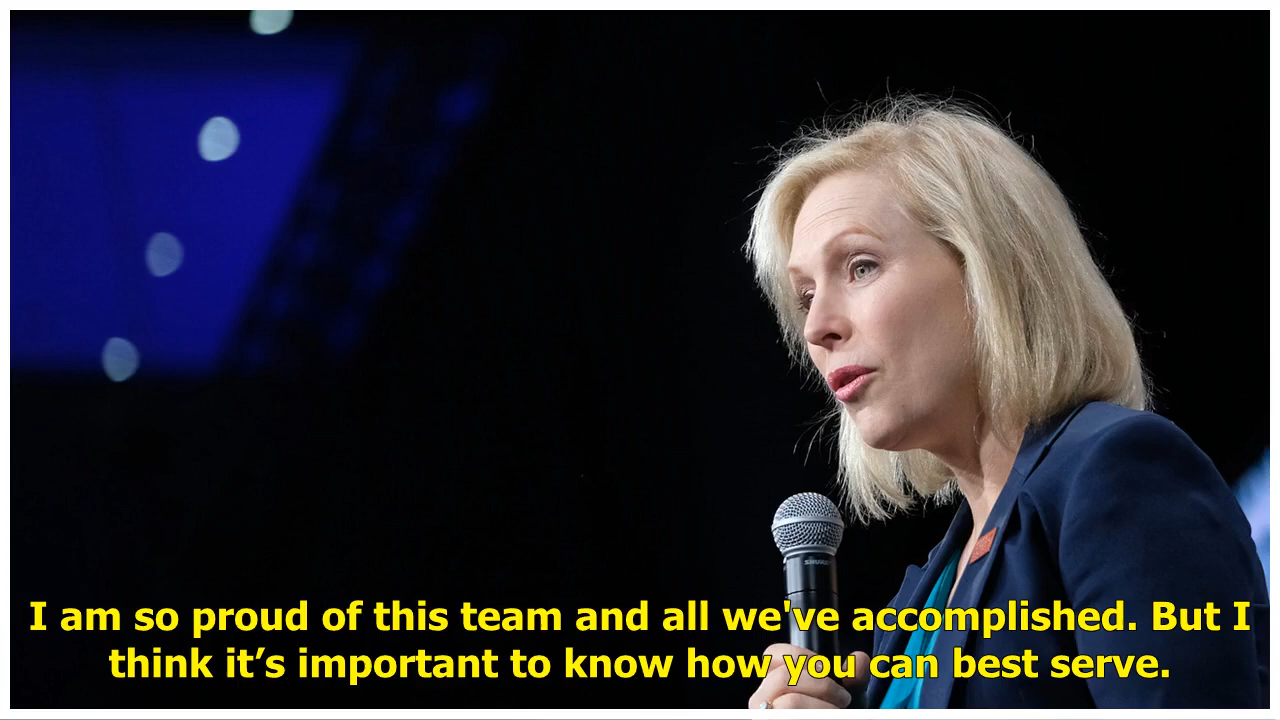 SHURE
I am so proud of this team and all we've accomplished. But I
think it’s important to know how you can best serve.